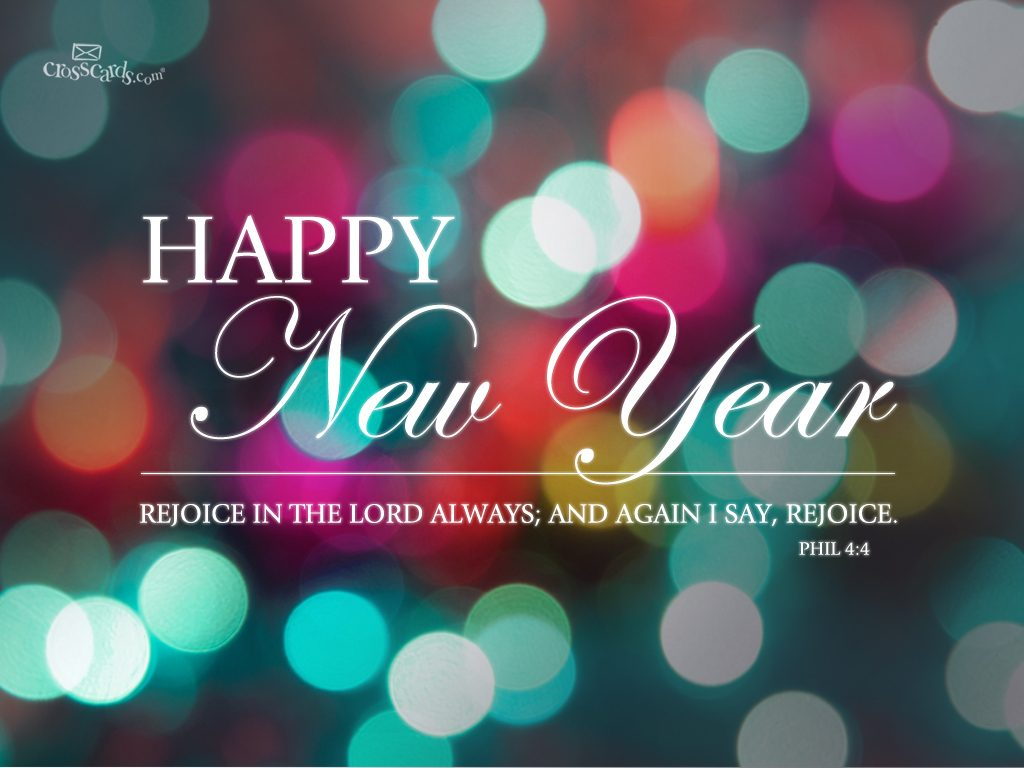 crosscards.com®
HAPPY
New Year
REJOICE IN THE LORD ALWAYS; AND AGAIN I SAY, REJOICE.
PHIL 4:4